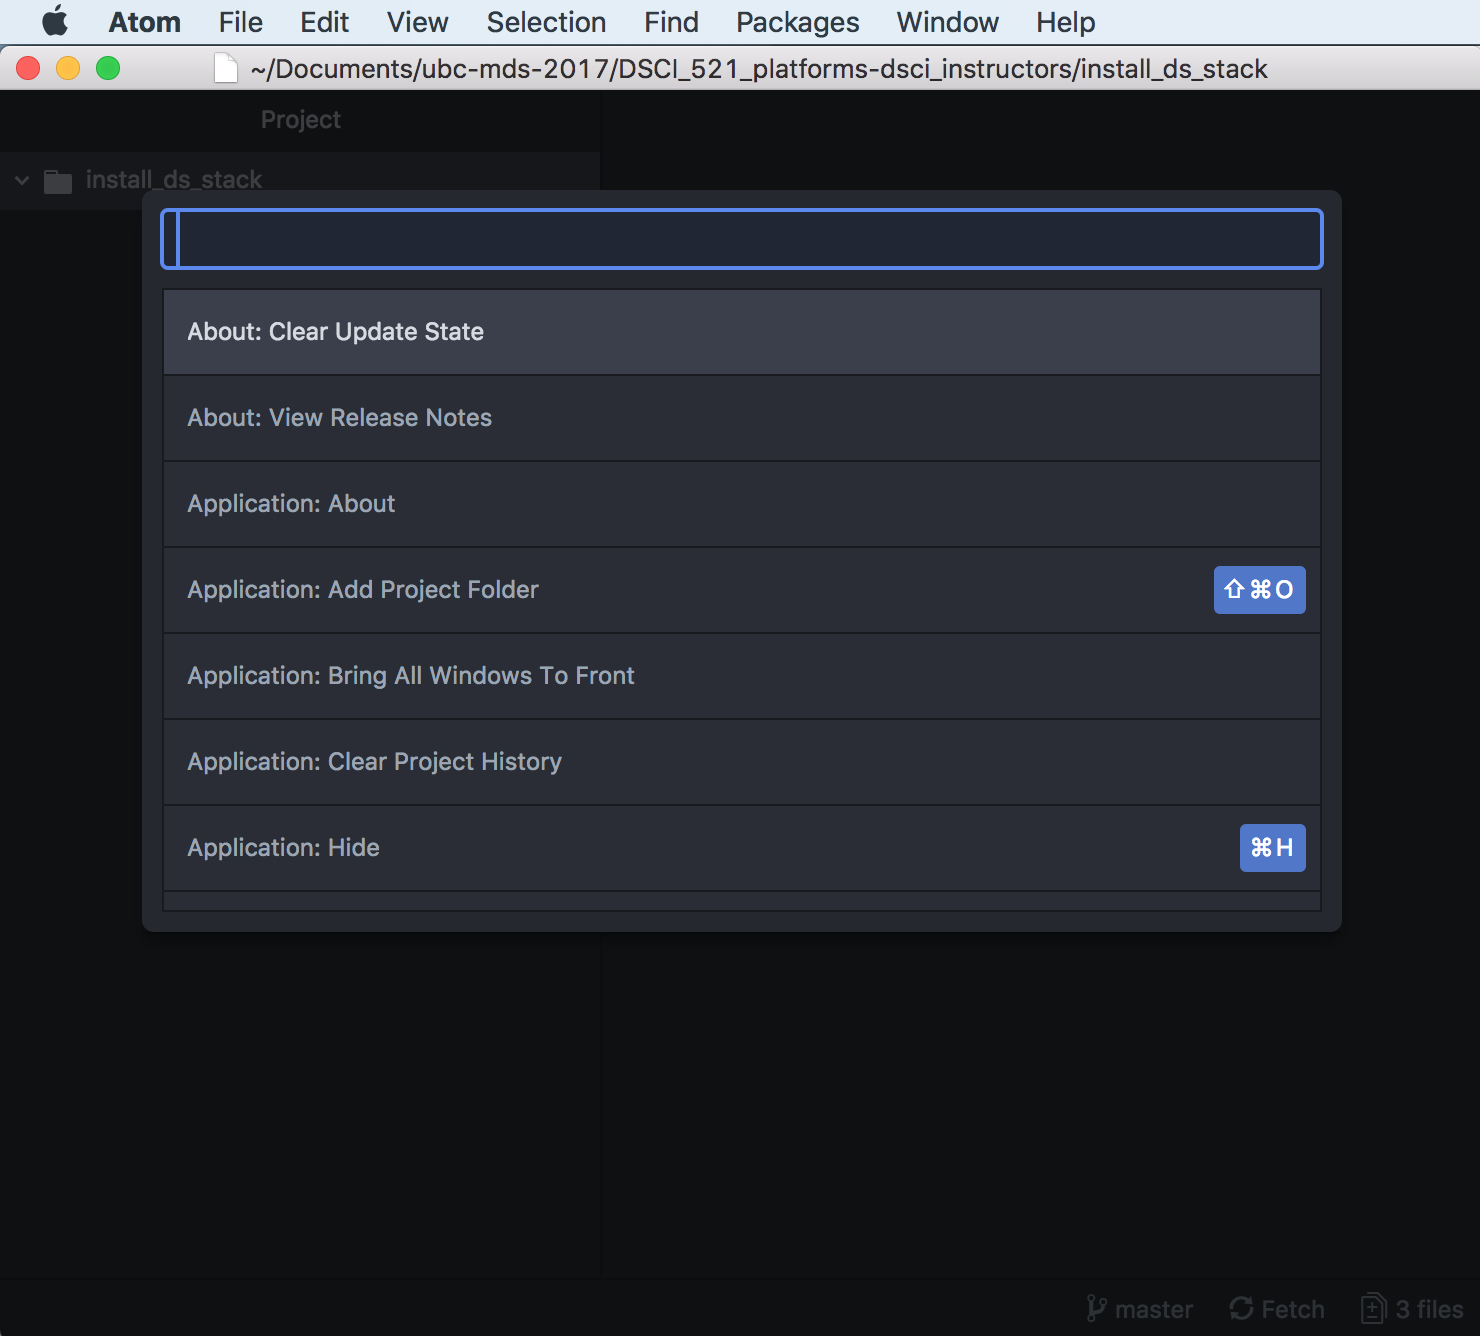 Atom File Edit View Selection Find Packages Window Help
~/Documents/ubc-mds-2017/DSCI_521_platforms-dsci_instructors/install_ds_stack
Project
install_ds_stack
About: Clear Update State
About: View Release Notes
Application: About
Application: Add Project Folder ⇧⌘O
Application: Bring All Windows To Front
Application: Clear Project History
Application: Hide ⌘H
master Fetch 3 files